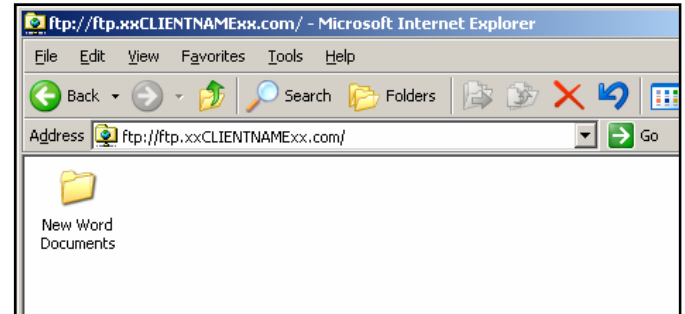 ftp://ftp.xxCLIENTNAMExx.com/ - Microsoft Internet Explorer
File Edit View Favorites Tools Help
Back Search Folders
Address ftp://ftp.xxCLIENTNAMExx.com/ Go
New Word
Documents